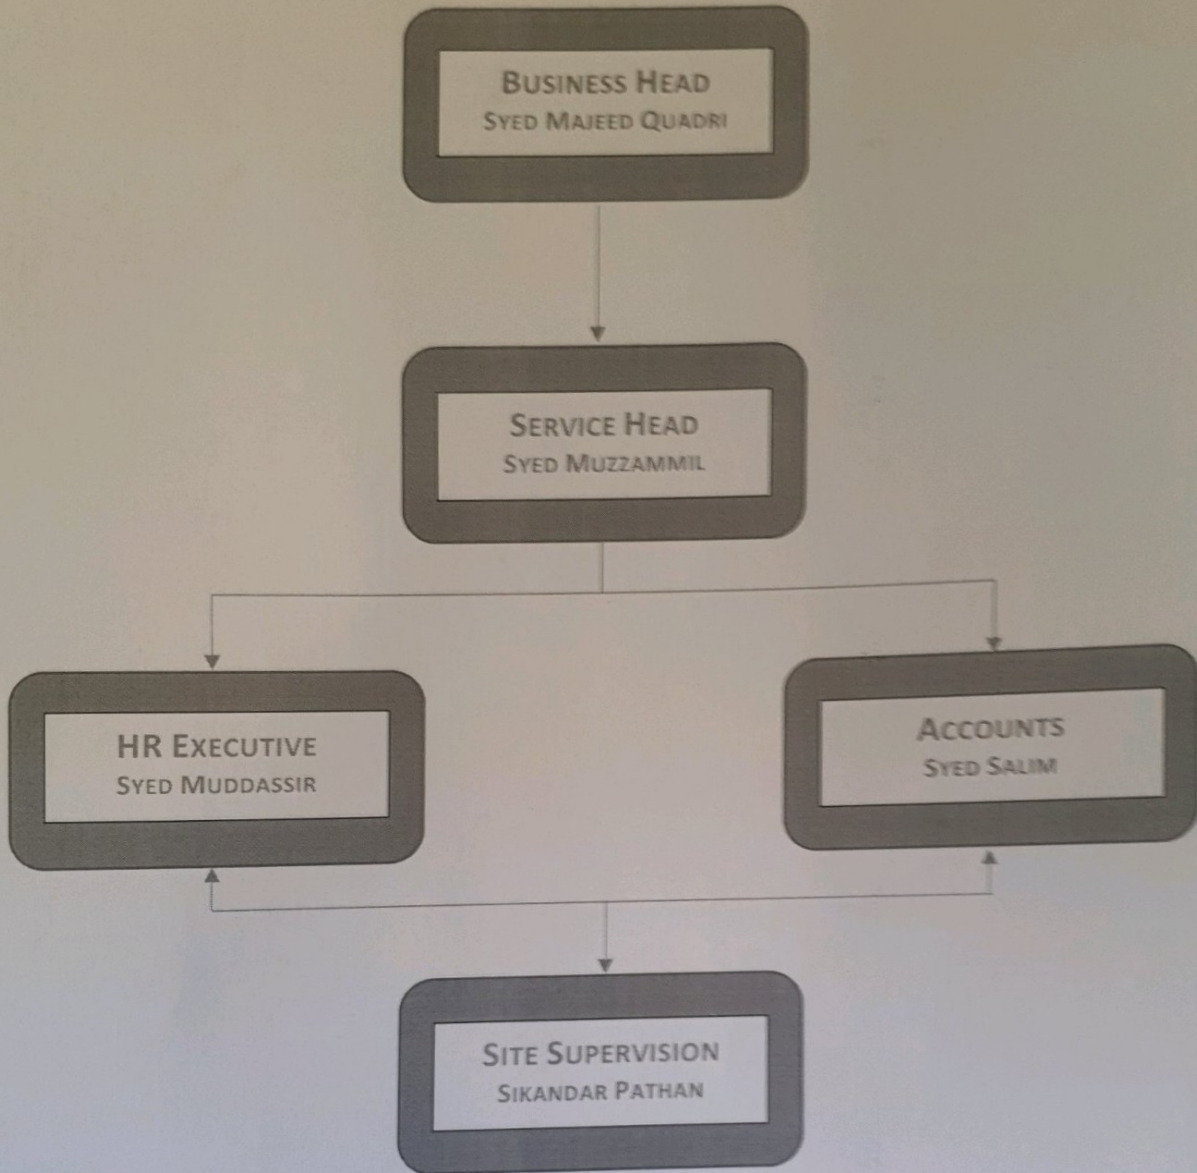 BUSINESS HEAD
SYED MAJEED QUADRI
SERVICE HEAD
SYED MUZZAMMIL
HR EXECUTIVE
SYED MUDDASSIR
ACCOUNTS
SYED SALIM
SITE SUPERVISION
SIKANDAR PATHAN